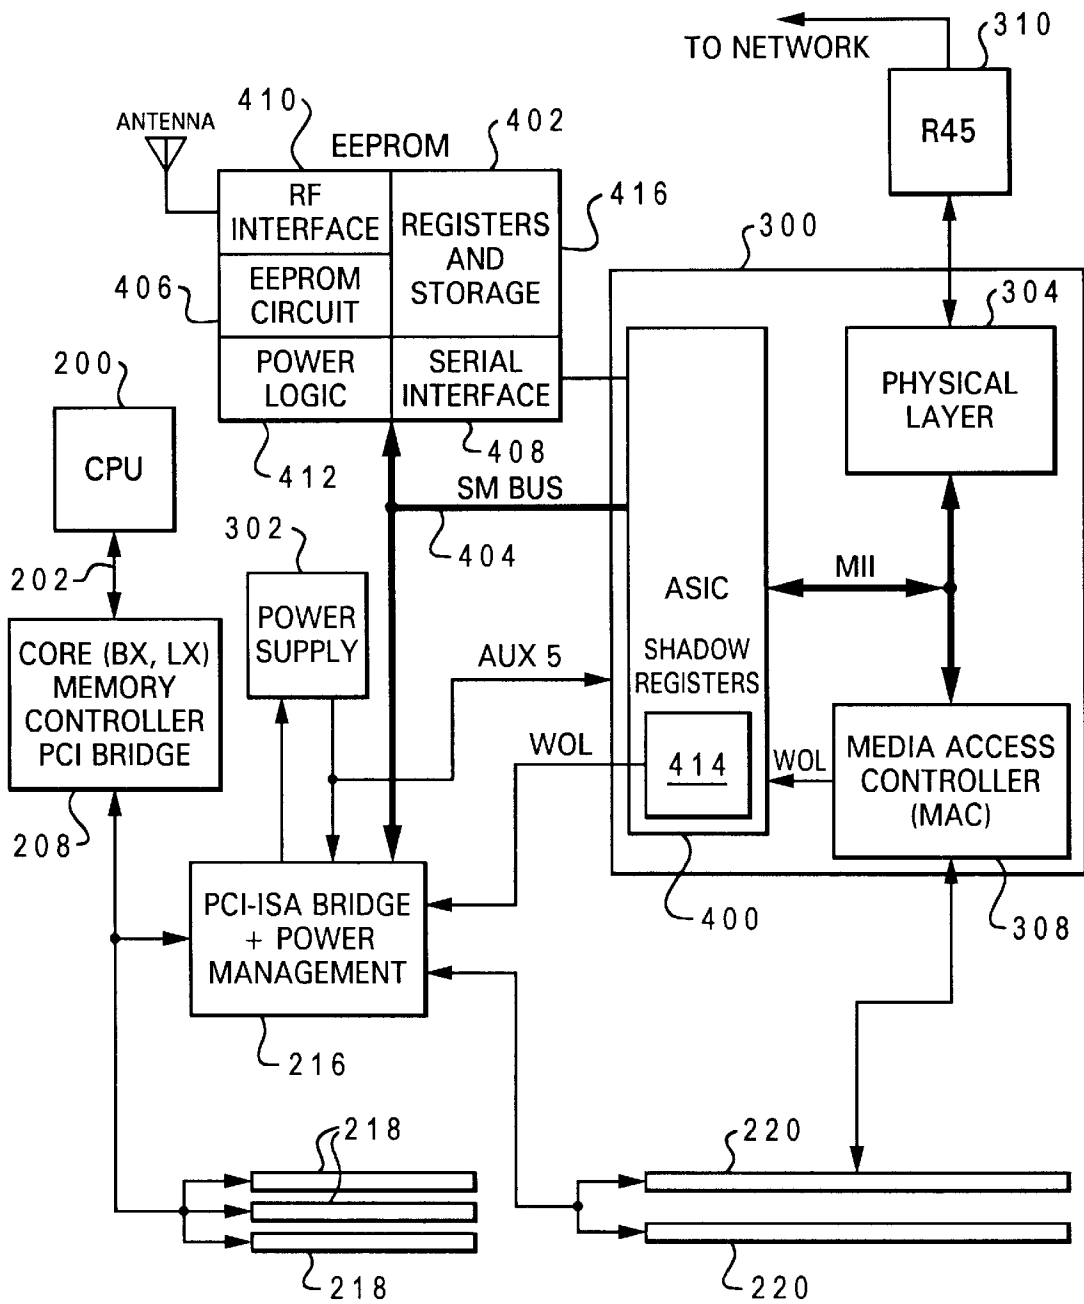 310
TO NETWORK
R45
410
402
ANTENNA
EEPROM
RF
INTERFACE
REGISTERS
AND
STORAGE
416
300
EEPROM
CIRCUIT
406
304
POWER
LOGIC
SERIAL
INTERFACE
PHYSICAL
LAYER
200
CPU
412
408
SM BUS
404
302
202
MII
ASIC
POWER
SUPPLY
CORE (BX, LX)
MEMORY
CONTROLLER
PCI BRIDGE
AUX 5
SHADOW
REGISTERS
WOL
414
WOL
MEDIA ACCESS
CONTROLLER
(MAC)
208
PCI-ISA BRIDGE
+ POWER
MANAGEMENT
400
308
216
218
220
218
220